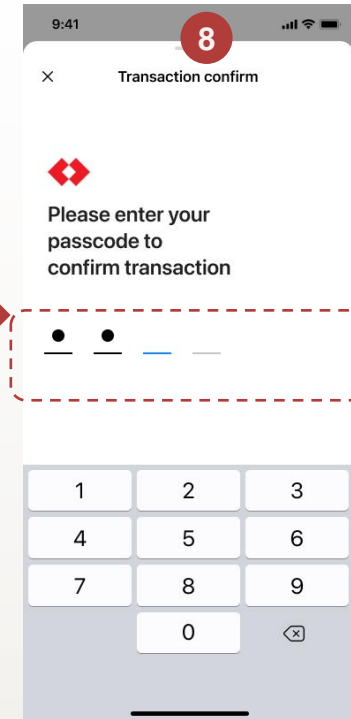 9:41
8
Transaction confirm
Please enter your
passcode to
confirm transaction
1 2 3
4 5 6
7 8 9
0